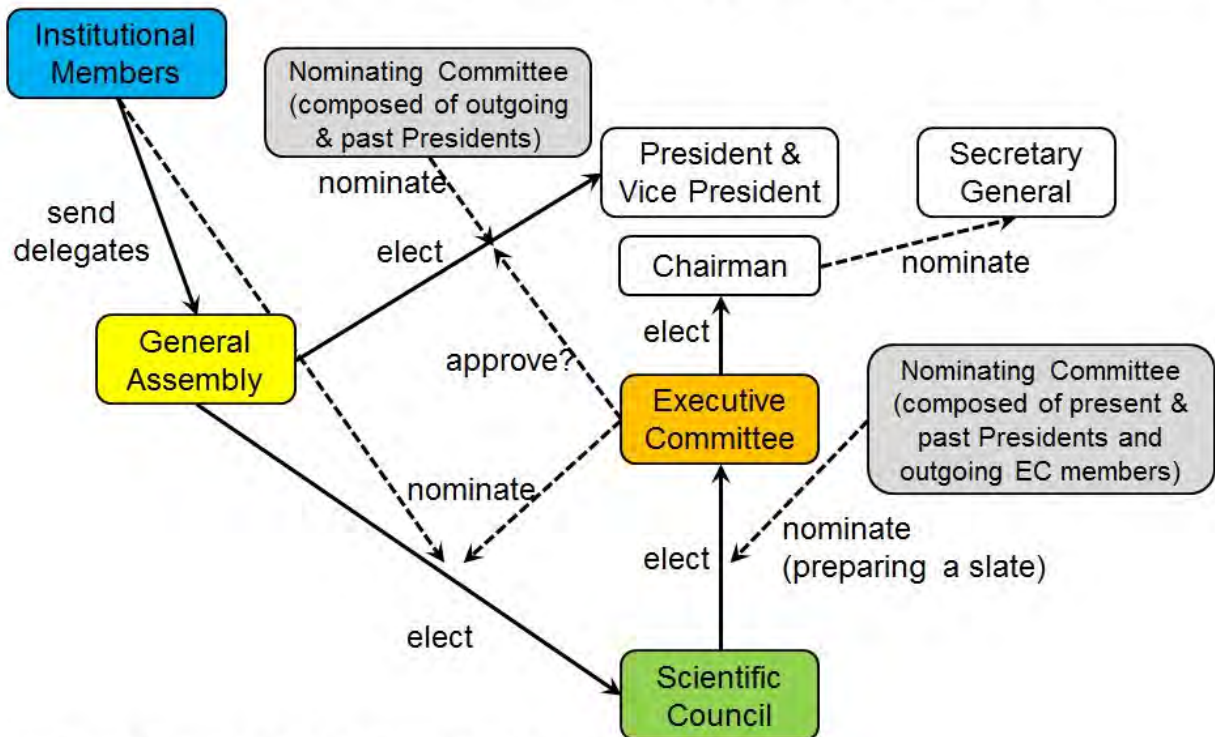 Institutional
Members
Nominating Committee
(composed of outgoing
& past Presidents)
President &
Vice President
Secretary
General
nominate
send
delegates
elect
Chairman
nominate
General
Assembly
elect
approve?
Executive
Committee
Nominating Committee
(composed of present &
past Presidents and
outgoing EC members)
nominate
elect
nominate
(preparing a slate)
elect
Scientific
Council